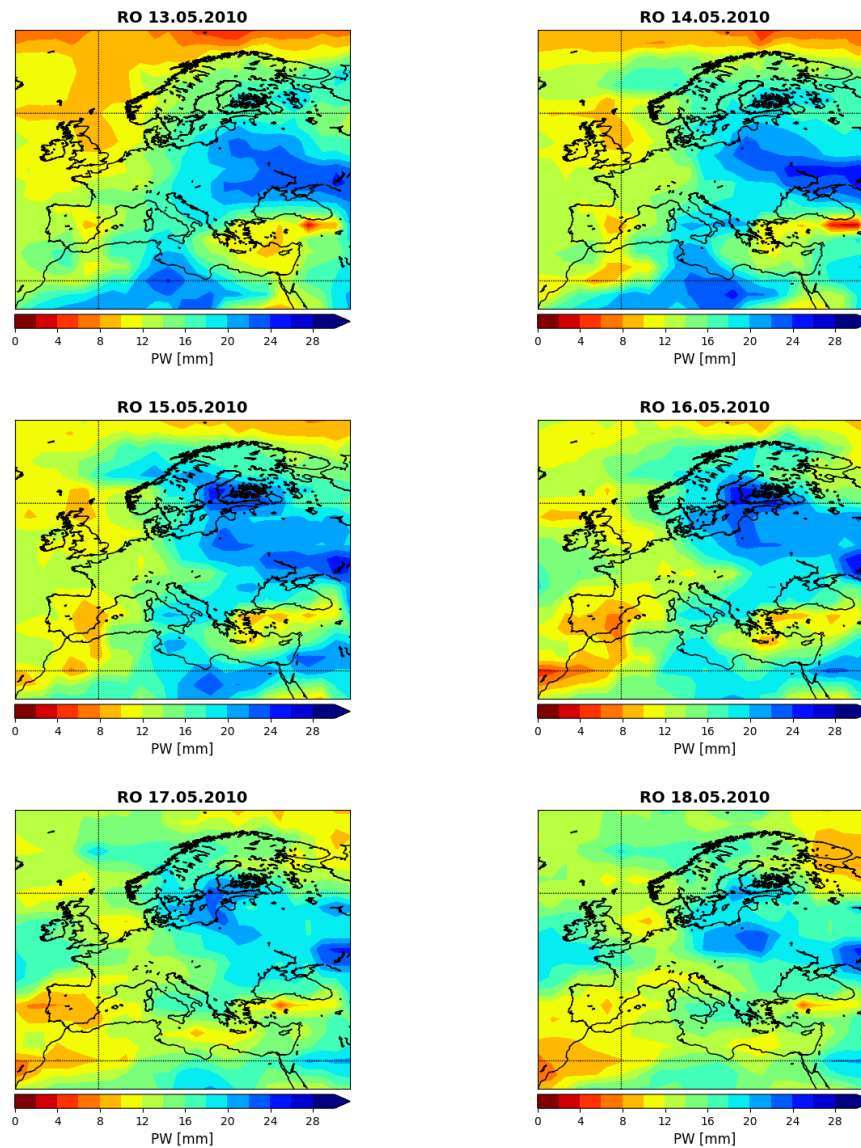 RO 13.05.2010
RO 14.05.2010
0 4 8 12 16 20 24 28
PW [mm]
0 4 8 12 16 20 24 28
PW [mm]
RO 15.05.2010
RO 16.05.2010
0 4 8 12 16 20 24 28
PW [mm]
0 4 8 12 16 20 24 28
PW [mm]
RO 17.05.2010
RO 18.05.2010
0 4 8 12 16 20 24 28
PW [mm]
0 4 8 12 16 20 24 28
PW [mm]